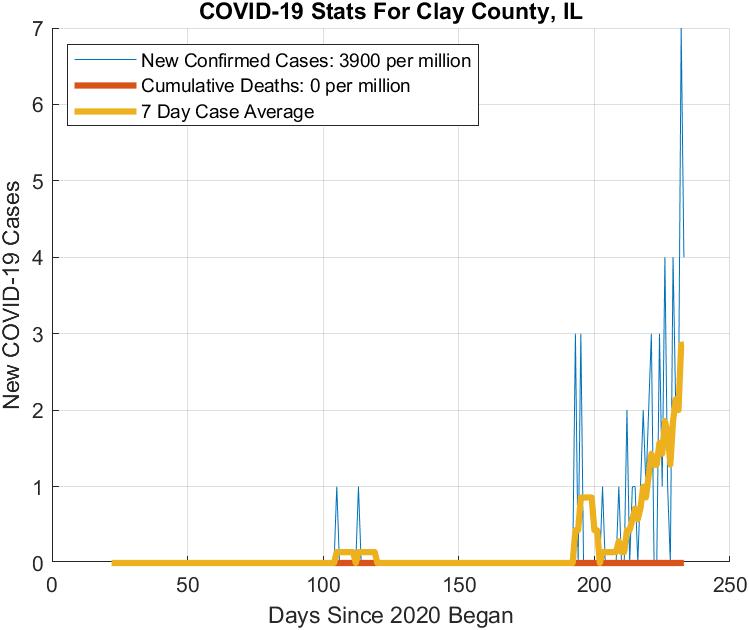 COVID-19 Stats For Clay County, IL
New Confirmed Cases: 3900 per million
Cumulative Deaths: 0 per million
7 Day Case Average
New COVID-19 Cases
7
6
5
4
3
2
1
0
0 50 100 150 200 250
Days Since 2020 Began